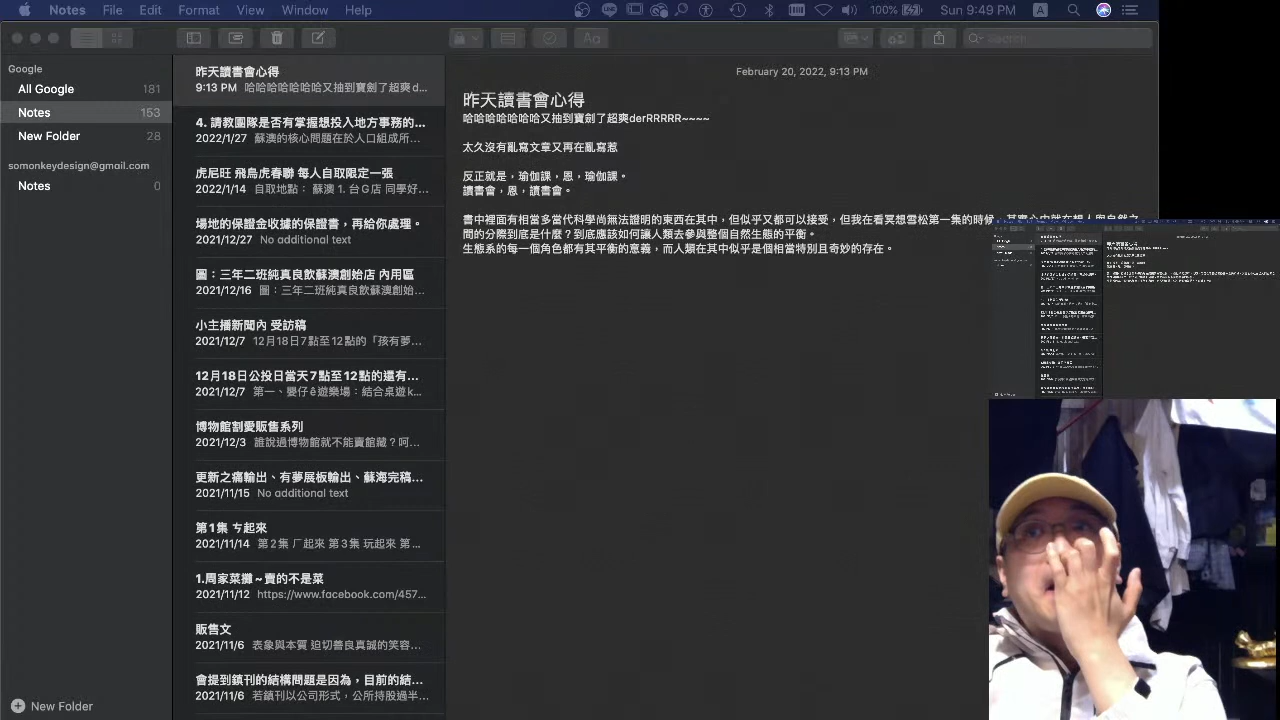 Notes File Edit Format View Window Help 100% Sun 9:49 PM A
Aa Search
Google
All Google 181
Notes 153
New Folder 28
somonkeydesign@gmail.com
Notes 0
New Folder
昨天讀書會心得
9:13 PM 哈哈哈哈哈哈哈又抽到寶劍了超爽d...
4. 請教團隊是否有掌握想投入地方事務的...
2022/1/27 蘇澳的核心問題在於人口組成所...
虎尼旺 飛虎虎春聯 每人自取限定一張
2022/1/14 自取地點： 蘇澳 1. 台G店 同學好...
場地的保證金收據的保證書，再給你處理。
2021/12/27 No additional text
圖：三年二班純真復古飲料文創的店 內一區
2021/12/16 圖：三年二班純真 蘇澳創始...
小主播新聞內 受訪稿
2021/12/7 12月18日7點至12點的「孩有夢...
12月18日公投日當天7點至12點的還有...
2021/12/7 第一、嬰仔ê遊樂場：結合桌遊k...
博物館割愛販售系列
2021/12/3 誰說過博物館就不能賣館藏？呵...
更新之痛輸出、有夢展板輸出、蘇海完稿...
2021/11/15 No additional text
第1集 ㄘ起來
2021/11/14 第2集 ㄏ起來 第3集 玩起來 第...
1.周家菜攤~賣的不是菜
2021/11/12 https://www.facebook.com/457...
販售文
2021/11/6 表象與本質 迫切善良真誠的笑容...
會提到鎮刊的結構問題是因為，目前的結...
2021/11/6 若鎮刊以公司形式，公所持股過半...
February 20, 2022, 9:13 PM
昨天讀書會心得
哈哈哈哈哈哈哈又抽到寶劍了超爽derRRRRR~~~~
太久沒有亂寫文章又再在亂寫惹
反正就是，瑜伽課，恩，瑜伽課。
讀書會，恩，讀書會。
書中裡面有相當多當代科學尚無法證明的東西在其中，但似乎又都可以接受，但我在看冥想雪松第一集的時候，其實心中就在想人與自然之
間的分際到底是什麼？到底應該如何讓人類去參與整個自然生態的平衡。
生態系的每一個角色都有其平衡的意義，而人類在其中似乎是個相當特別且奇妙的存在。